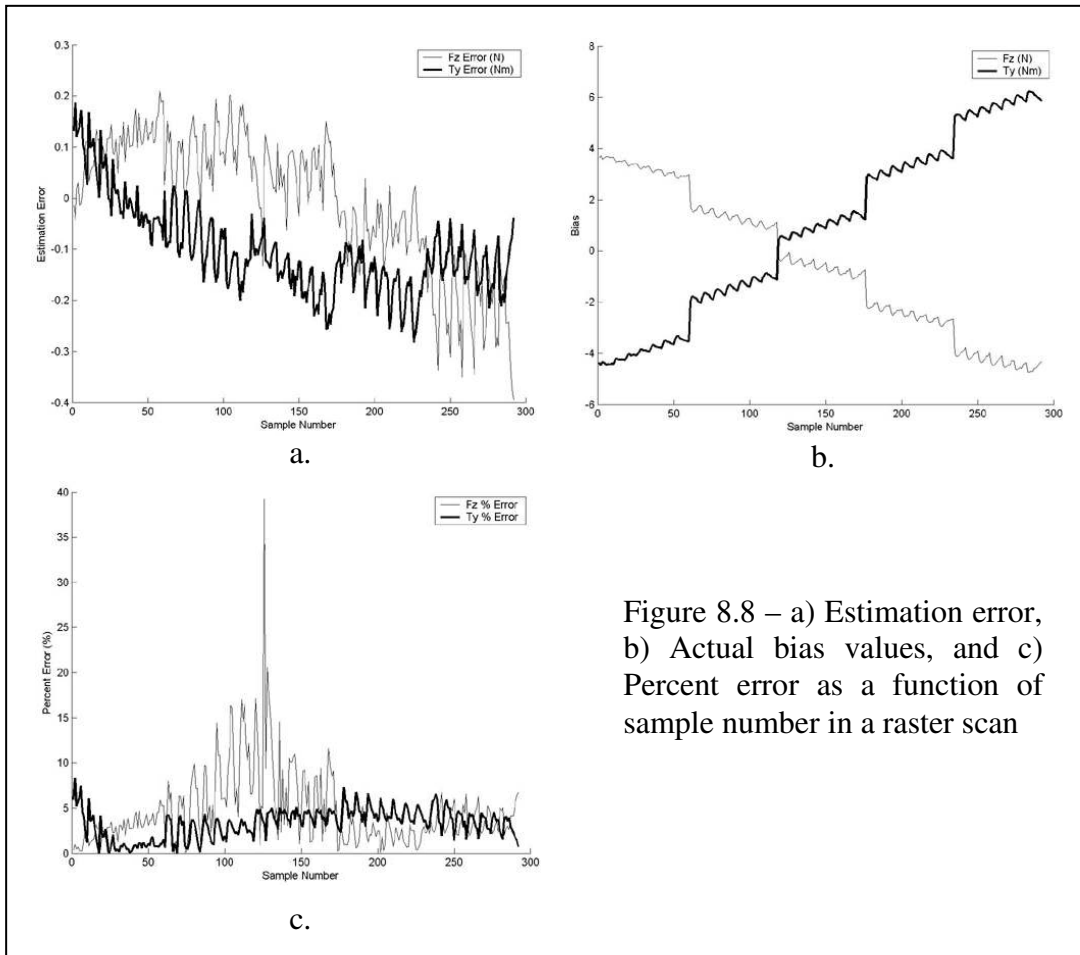 0.3
0.2
0.1
0
-0.1
-0.2
-0.3
-0.4
Estimation Error
Fz Error (N)
Ty Error (Nm)
0 50 100 150 200 250 300
Sample Number
a.
8
6
4
2
0
-2
-4
-6
Bias
Fz (N)
Ty (Nm)
0 50 100 150 200 250 300
Sample Number
b.
40
35
30
25
20
15
10
5
0
Percent Error (%)
Fz % Error
Ty % Error
0 50 100 150 200 250 300
Sample Number
c.
Figure 8.8 – a) Estimation error,
b) Actual bias values, and c)
Percent error as a function of
sample number in a raster scan